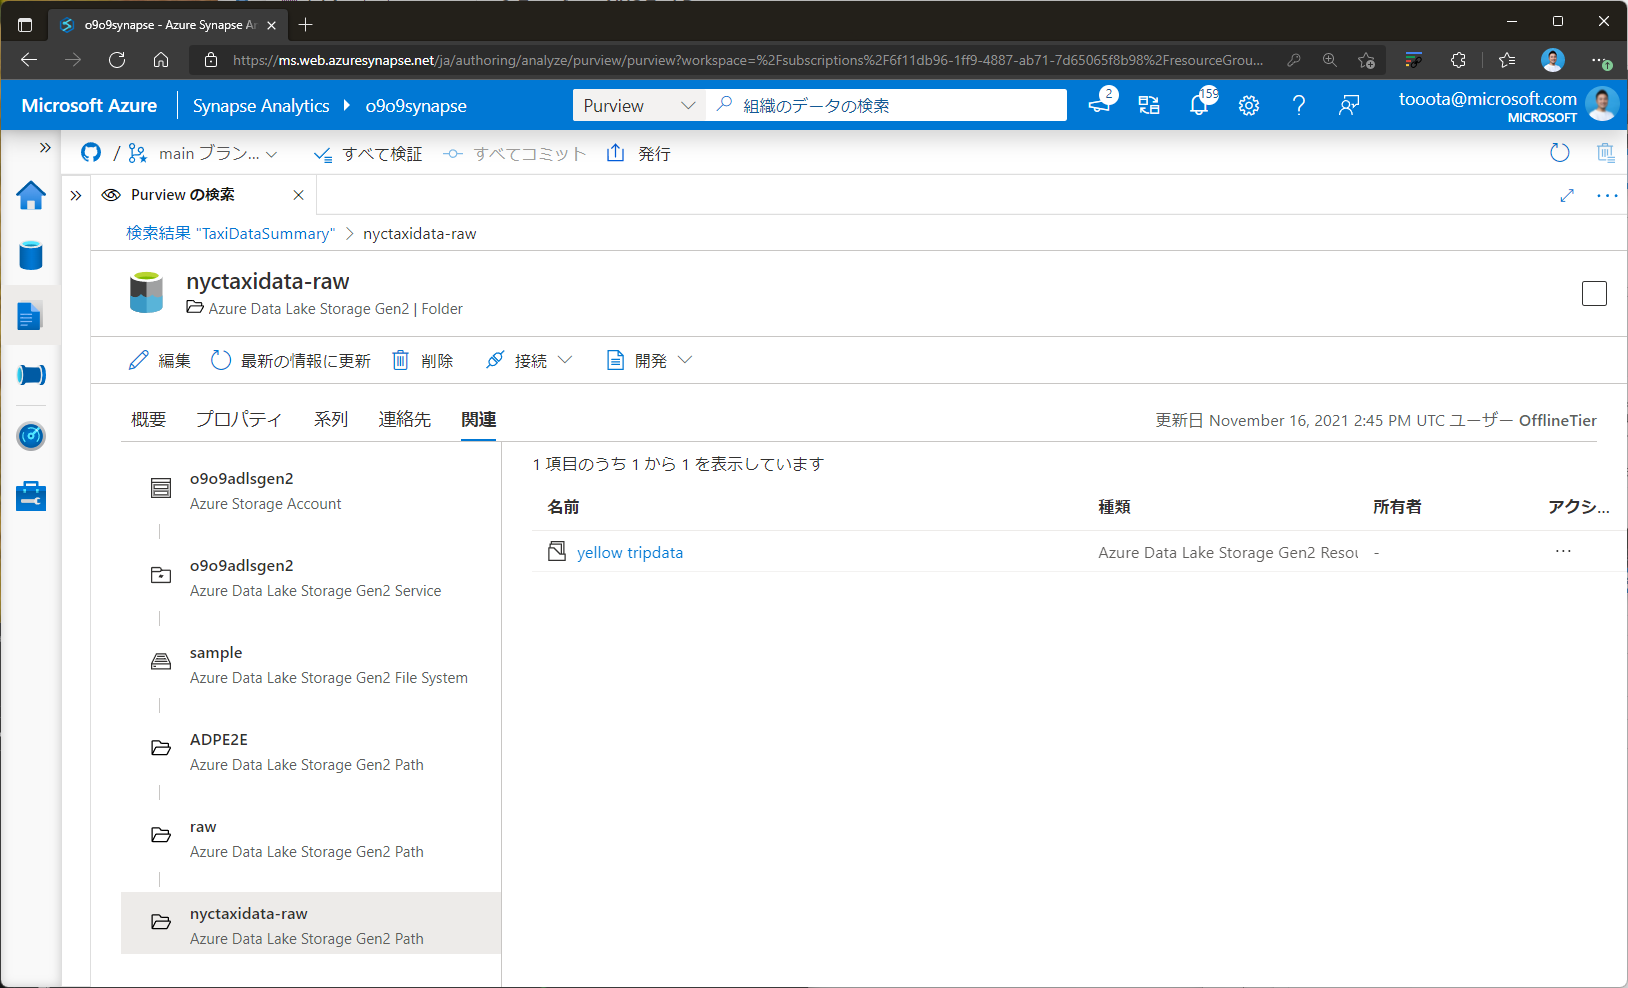 o9o9synapse - Azure Synapse An
https://ms.web.azuresynapse.net/ja/authoring/analyze/purview/purview?workspace=%2Fsubscriptions%2F6f11db96-1ff9-4887-ab71-7d65065f8b98%2FresourceGrou...
Microsoft Azure Synapse Analytics o9o9synapse Purview 組織のデータの検索 2 159 tooota@microsoft.com
MICROSOFT
/ main ブラン... すべて検証 すべてコミット 発行
Purview の検索
検索結果 "TaxiDataSummary" > nyctaxidata-raw
nyctaxidata-raw
Azure Data Lake Storage Gen2 | Folder
編集 最新の情報に更新 削除 接続 開発
概要 プロパティ 系列 連絡先 関連 更新日 November 16, 2021 2:45 PM UTC ユーザー OfflineTier
o9o9adlsgen2
Azure Storage Account
o9o9adlsgen2
Azure Data Lake Storage Gen2 Service
sample
Azure Data Lake Storage Gen2 File System
ADPE2E
Azure Data Lake Storage Gen2 Path
raw
Azure Data Lake Storage Gen2 Path
nyctaxidata-raw
Azure Data Lake Storage Gen2 Path
1 項目のうち 1 から 1 を表示しています
名前 種類 所有者 アクシ...
yellow tripdata Azure Data Lake Storage Gen2 Resou - ...